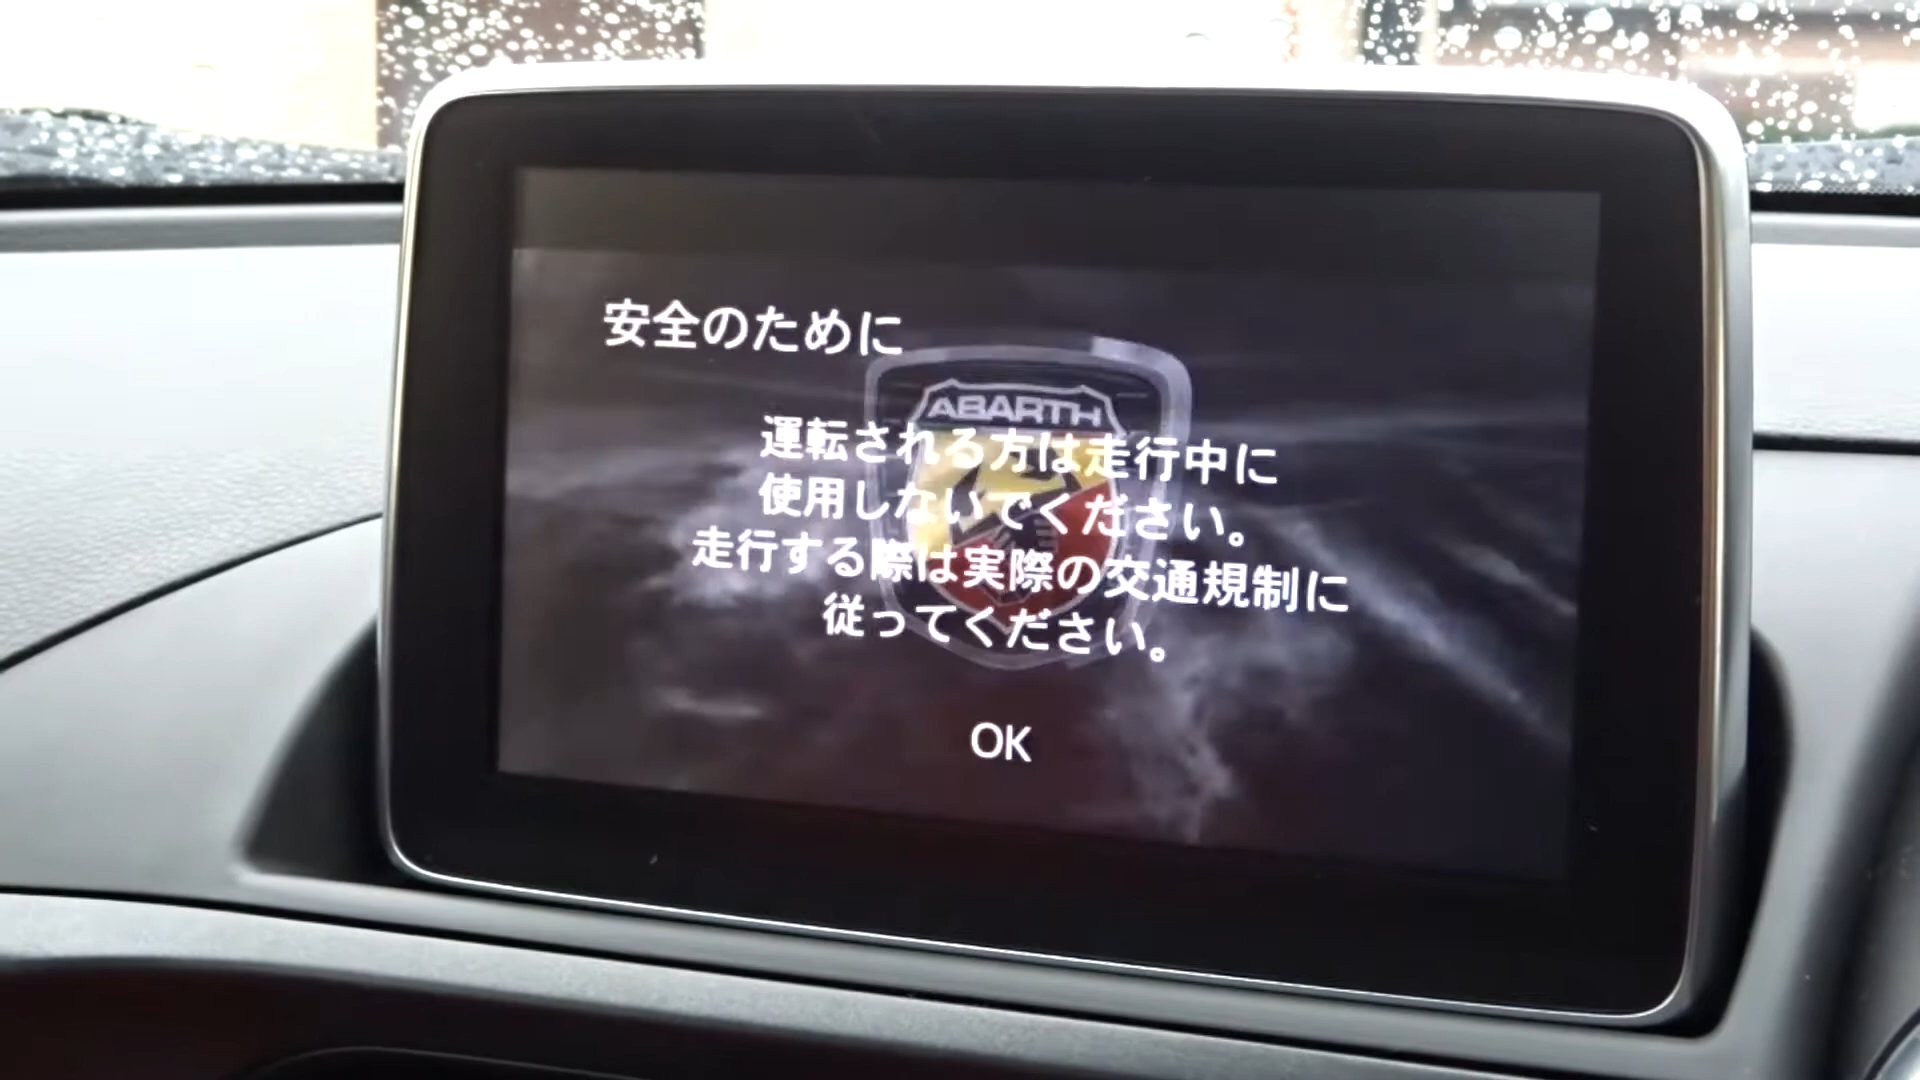 安全のために
ABARTH
運転される方は走行中に
使用しないでください。
走行する際は実際の交通規制に
従ってください。
OK